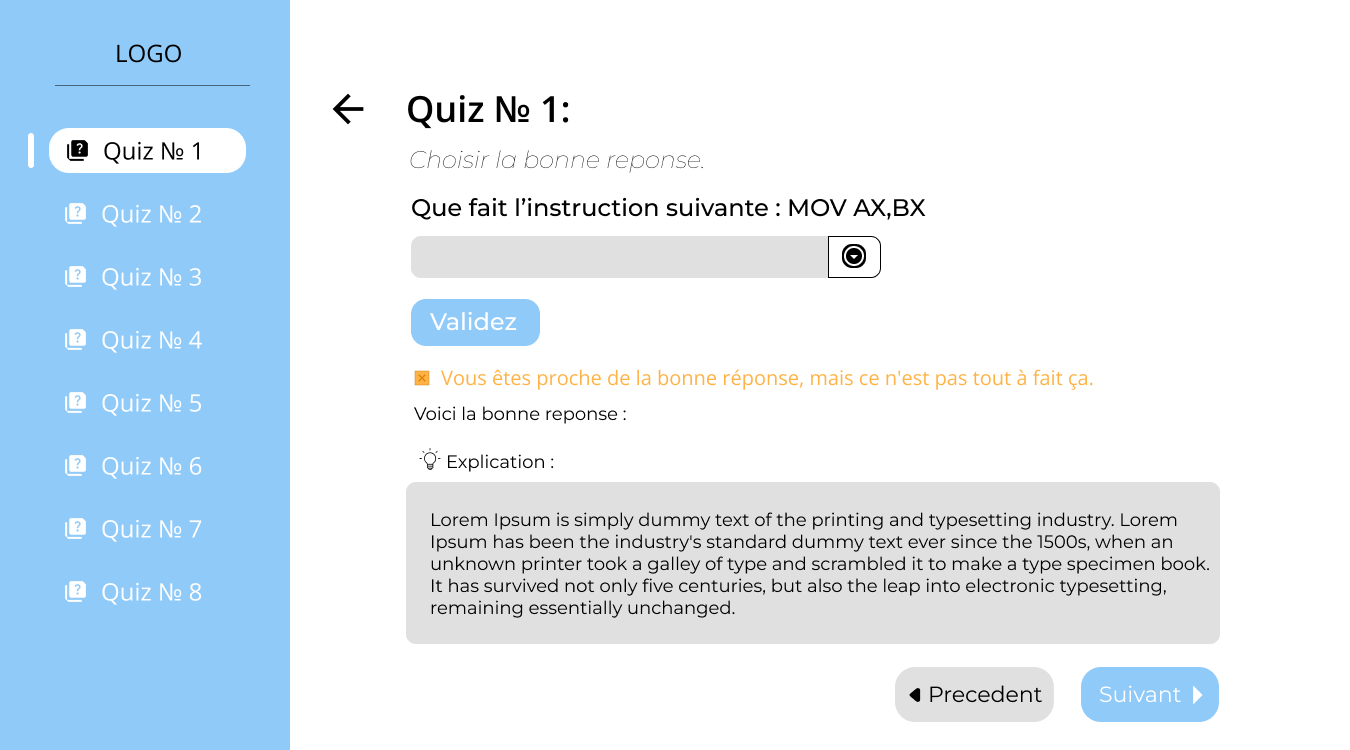 LOGO
Quiz № 1
Quiz № 2
Quiz № 3
Quiz № 4
Quiz № 5
Quiz № 6
Quiz № 7
Quiz № 8
Quiz № 1:
Choisir la bonne reponse.
Que fait l’instruction suivante : MOV AX,BX
Validez
Vous êtes proche de la bonne réponse, mais ce n'est pas tout à fait ça.
Voici la bonne reponse :
Explication :
Lorem Ipsum is simply dummy text of the printing and typesetting industry. Lorem
Ipsum has been the industry's standard dummy text ever since the 1500s, when an
unknown printer took a galley of type and scrambled it to make a type specimen book.
It has survived not only five centuries, but also the leap into electronic typesetting,
remaining essentially unchanged.
Precedent
Suivant